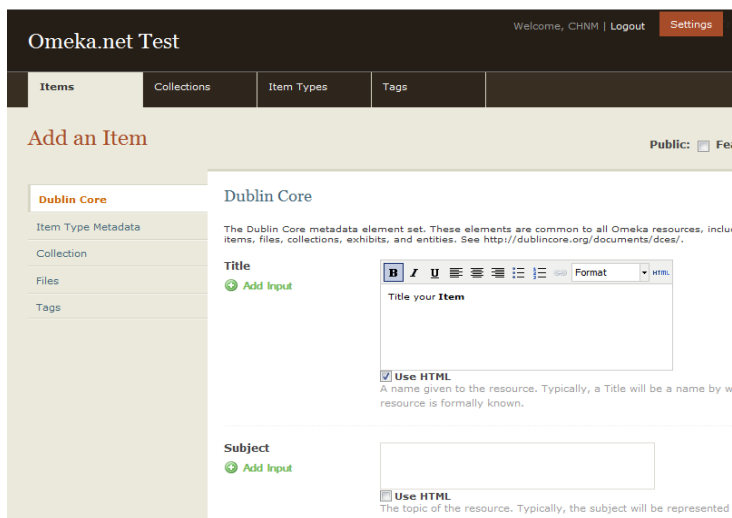 Welcome, CHNM | Logout
Settings
Omeka.net Test
Items
Collections
Item Types
Tags
Add an Item
Public:
Fea
Dublin Core
Item Type Metadata
Collection
Files
Tags
Dublin Core
The Dublin Core metadata element set. These elements are common to all Omeka resources, inclu
items, files, collections, exhibits, and entities. See http://dublincore.org/documents/dces/.
Title
Add Input
B I U Format HTML
Title your Item
Use HTML
A name given to the resource. Typically, a Title will be a name by w
resource is formally known.
Subject
Add Input
Use HTML
The topic of the resource. Typically, the subject will be represented